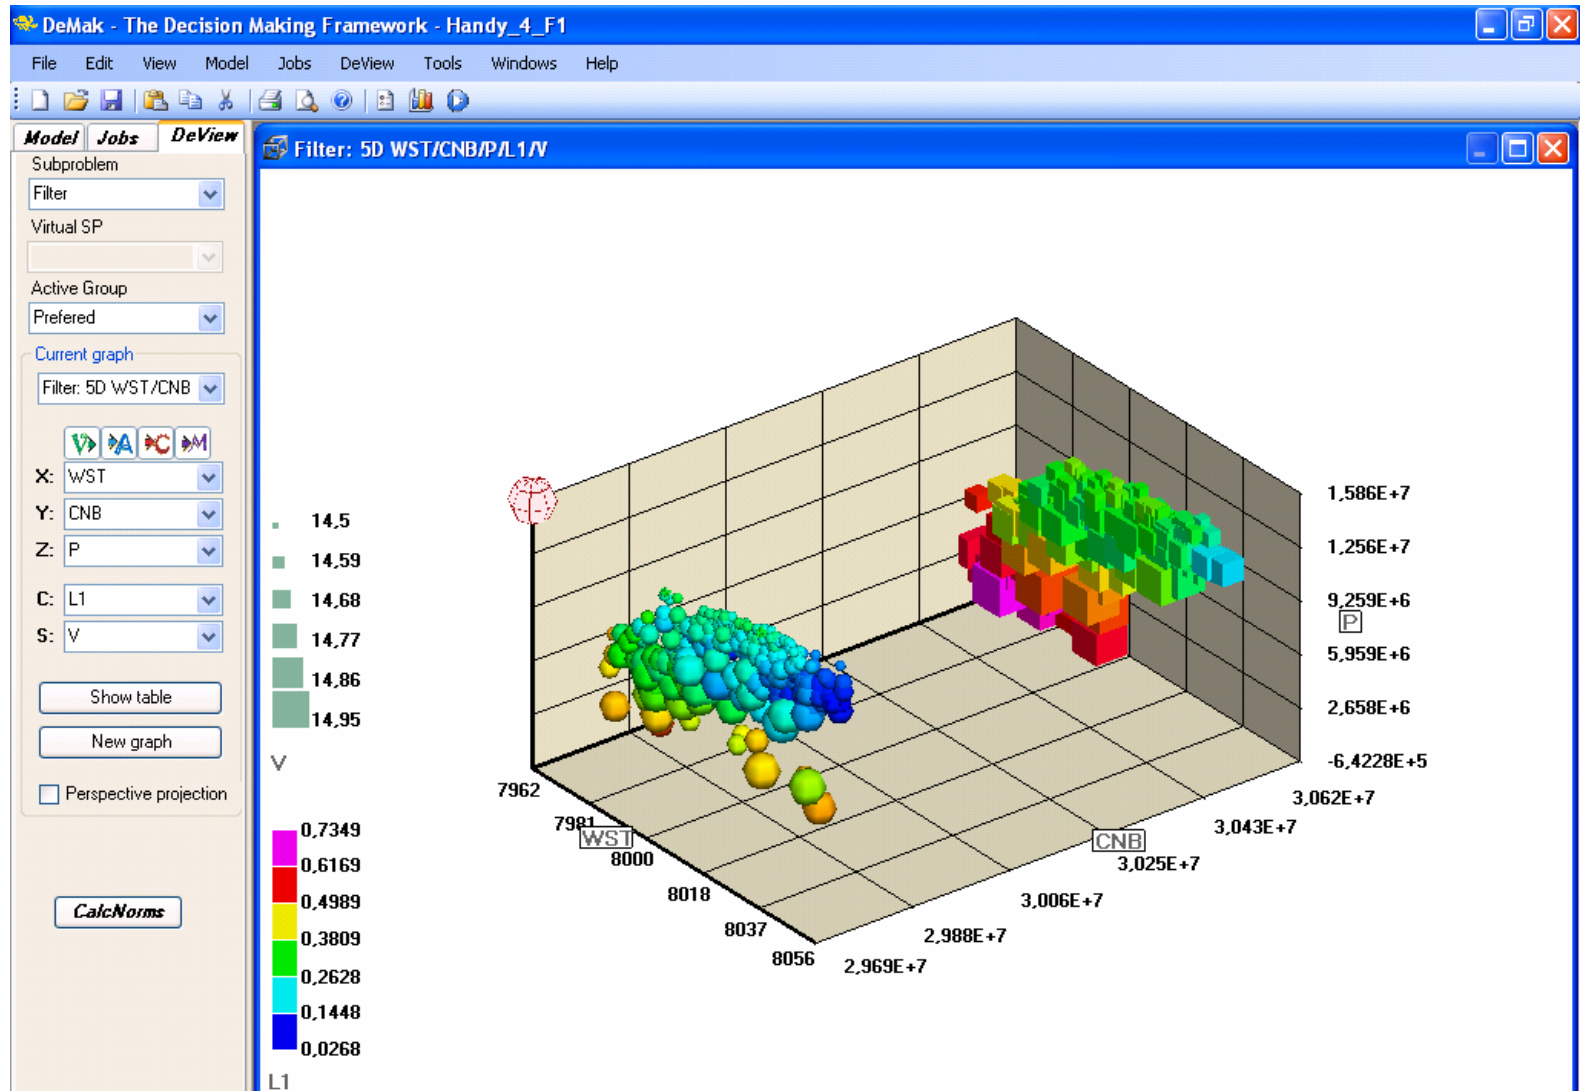 DeMak - The Decision Making Framework - Handy_4_F1
File Edit View Model Jobs DeView Tools Windows Help
Model Jobs DeView
Filter: 5D WST/CNB/P/L1/V
Subproblem
Filter
Virtual SP
Active Group
Prefered
Current graph
Filter: 5D WST/CNB
V A C M
X: WST
Y: CNB
Z: P
C: L1
S: V
Show table
New graph
Perspective projection
CalcNorms
14,5
14,59
14,68
14,77
14,86
14,95
V
0,7349
0,6169
0,4989
0,3809
0,2628
0,1448
0,0268
L1
1,586E+7
1,256E+7
9,259E+6
P
5,959E+6
2,658E+6
-6,4228E+5
7962
7981
WST
8000
8018
8037
8056
3,062E+7
3,043E+7
CNB
3,025E+7
3,006E+7
2,988E+7
2,969E+7